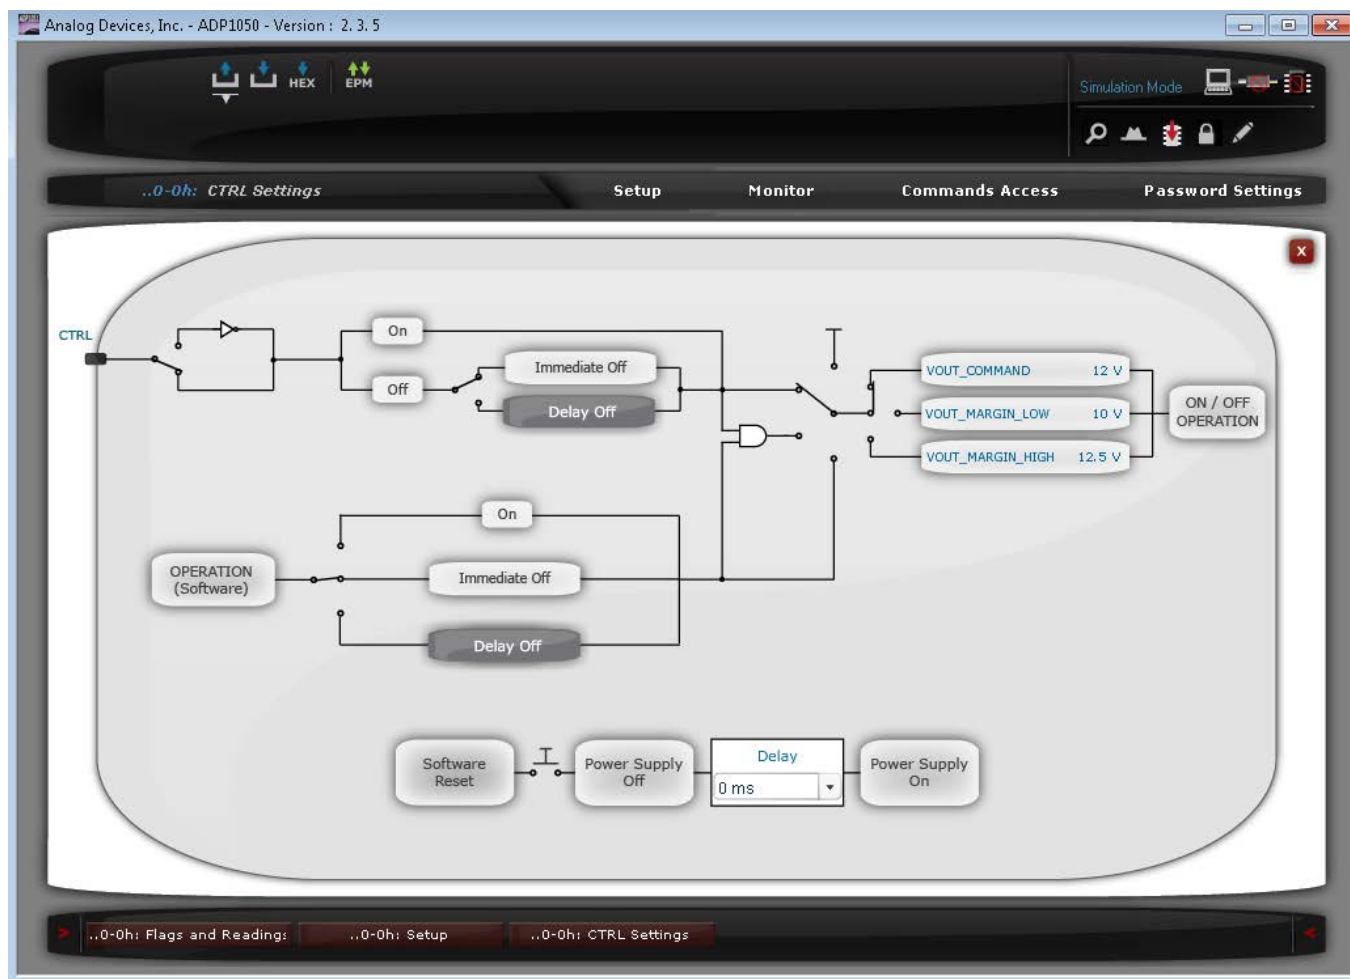 Analog Devices, Inc. - ADP1050 - Version : 2. 3. 5
HEX
EPM
Simulation Mode
..0-0h: CTRL Settings
Setup
Monitor
Commands Access
Password Settings
X
CTRL
On
Immediate Off
Off
Delay Off
VOUT_COMMAND 12 V
VOUT_MARGIN_LOW 10 V
VOUT_MARGIN_HIGH 12.5 V
ON / OFF
OPERATION
On
OPERATION
(Software)
Immediate Off
Delay Off
Software
Reset
Power Supply
Off
Delay
0 ms
Power Supply
On
..0-0h: Flags and Readings
..0-0h: Setup
..0-0h: CTRL Settings